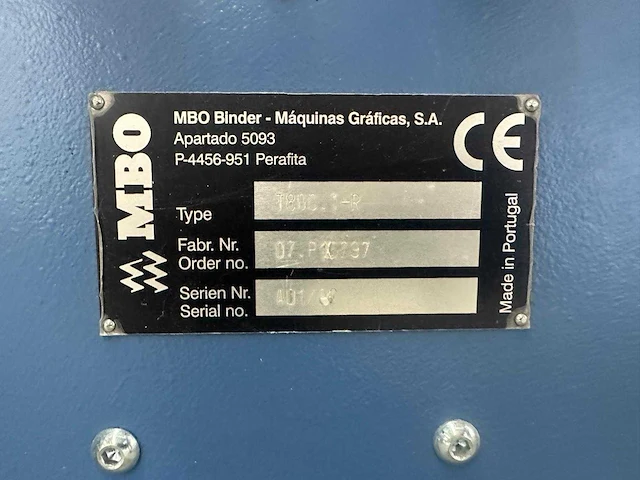 MBO
MBO Binder - Máquinas Gráficas, S.A.
Apartado 5093
P-4456-951 Perafita
CE
Type
Fabr. Nr.
Order no.
Serien Nr.
Serial no.
Made in Portugal